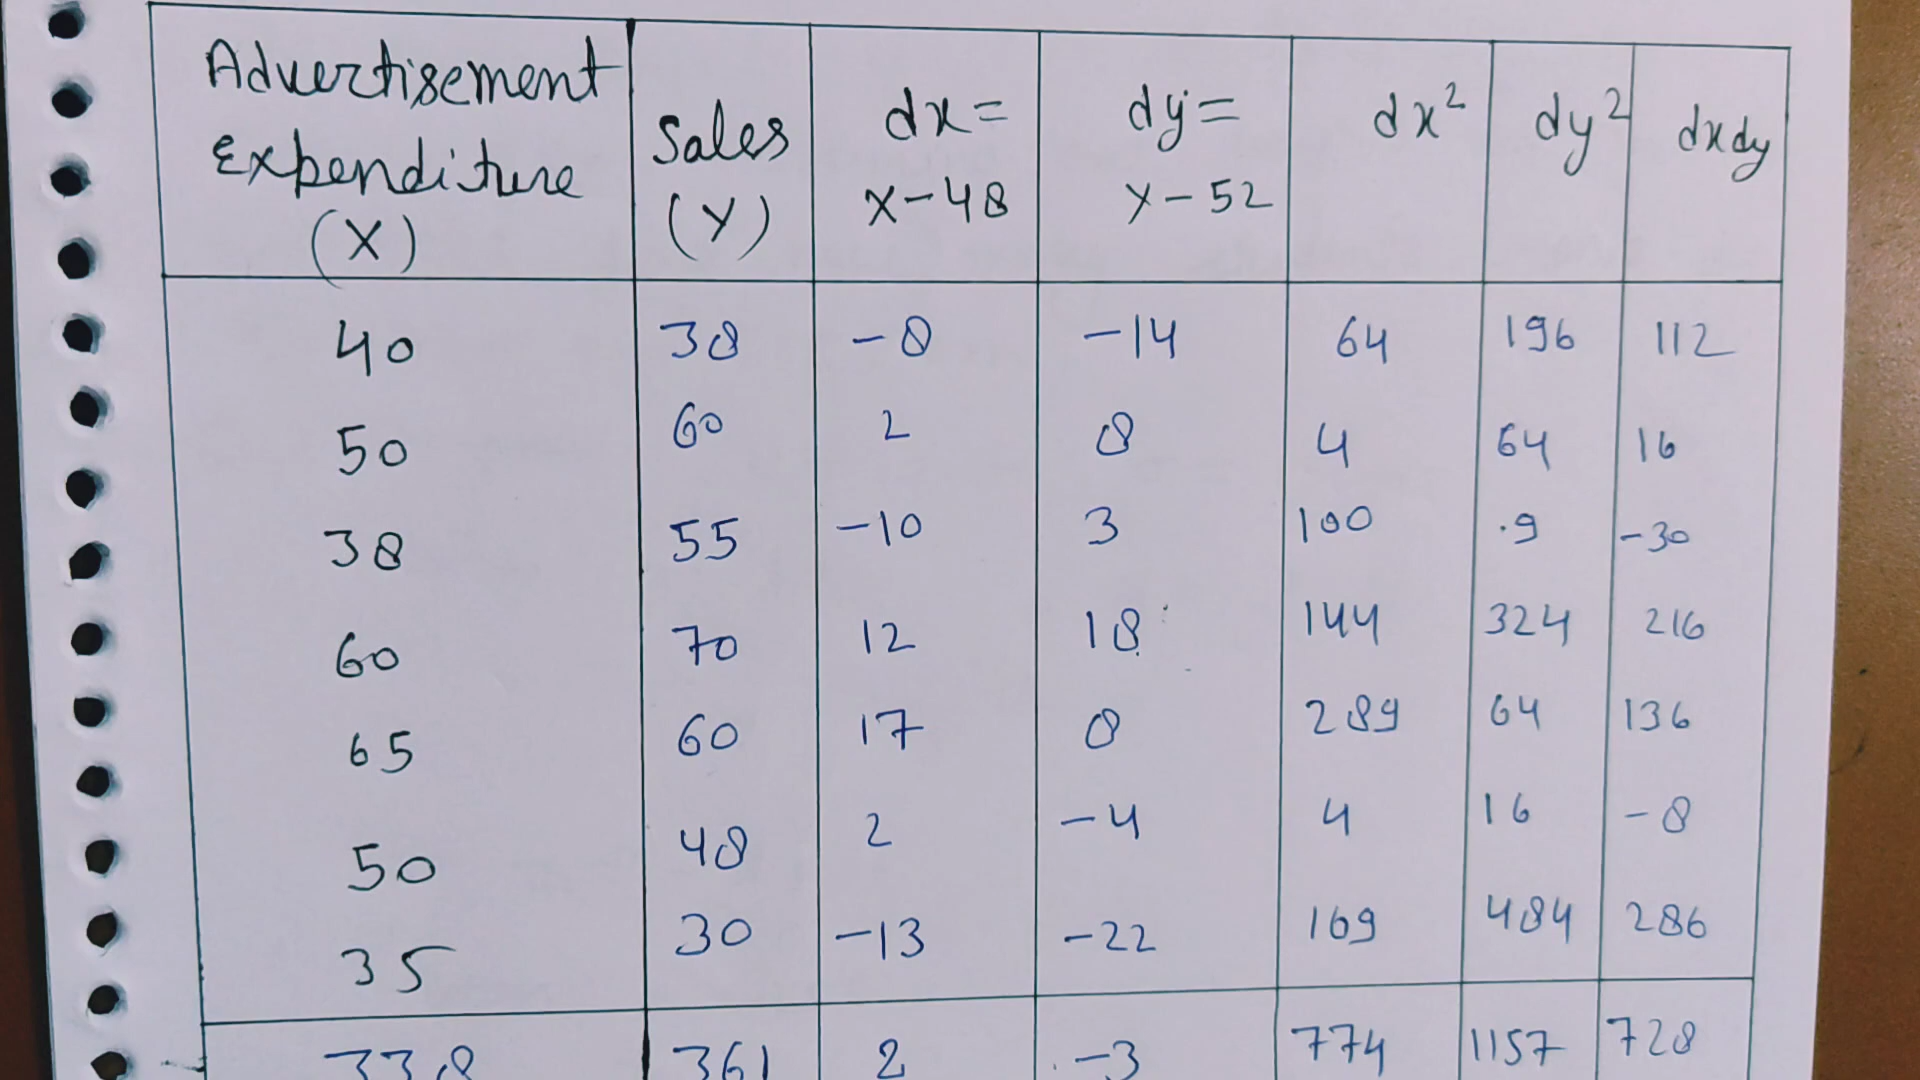 Advertisement Expenditure (X) | Sales (Y) | dx = x-48 | dy = y-52 | dx² | dy² | dxdy
40 | 38 | -8 | -14 | 64 | 196 | 112
50 | 60 | 2 | 8 | 4 | 64 | 16
38 | 55 | -10 | 3 | 100 | 9 | -30
60 | 70 | 12 | 18 | 144 | 324 | 216
65 | 60 | 17 | 8 | 289 | 64 | 136
50 | 48 | 2 | -4 | 4 | 16 | -8
35 | 30 | -13 | -22 | 169 | 484 | 286
338 | 361 | 2 | -3 | 774 | 1157 | 728